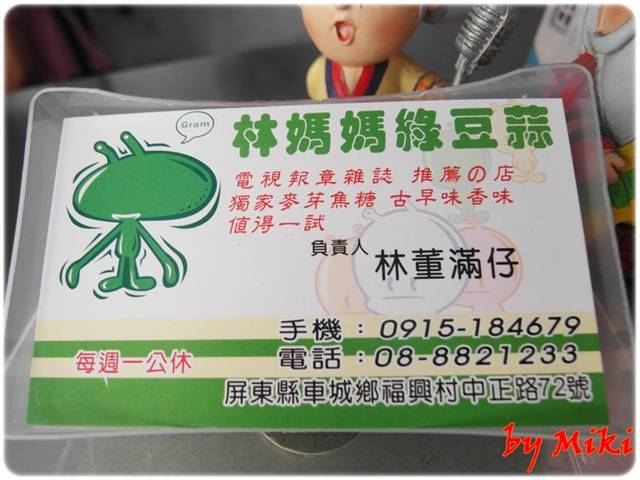 Gram
林媽媽綠豆蒜
電視報章雜誌 推薦の店
獨家麥芽焦糖 古早味香味
值得一試
負責人 林董滿仔
手機：0915-184679
每週一公休
電話：08-8821233
屏東縣車城鄉福興村中正路72號
by Miki